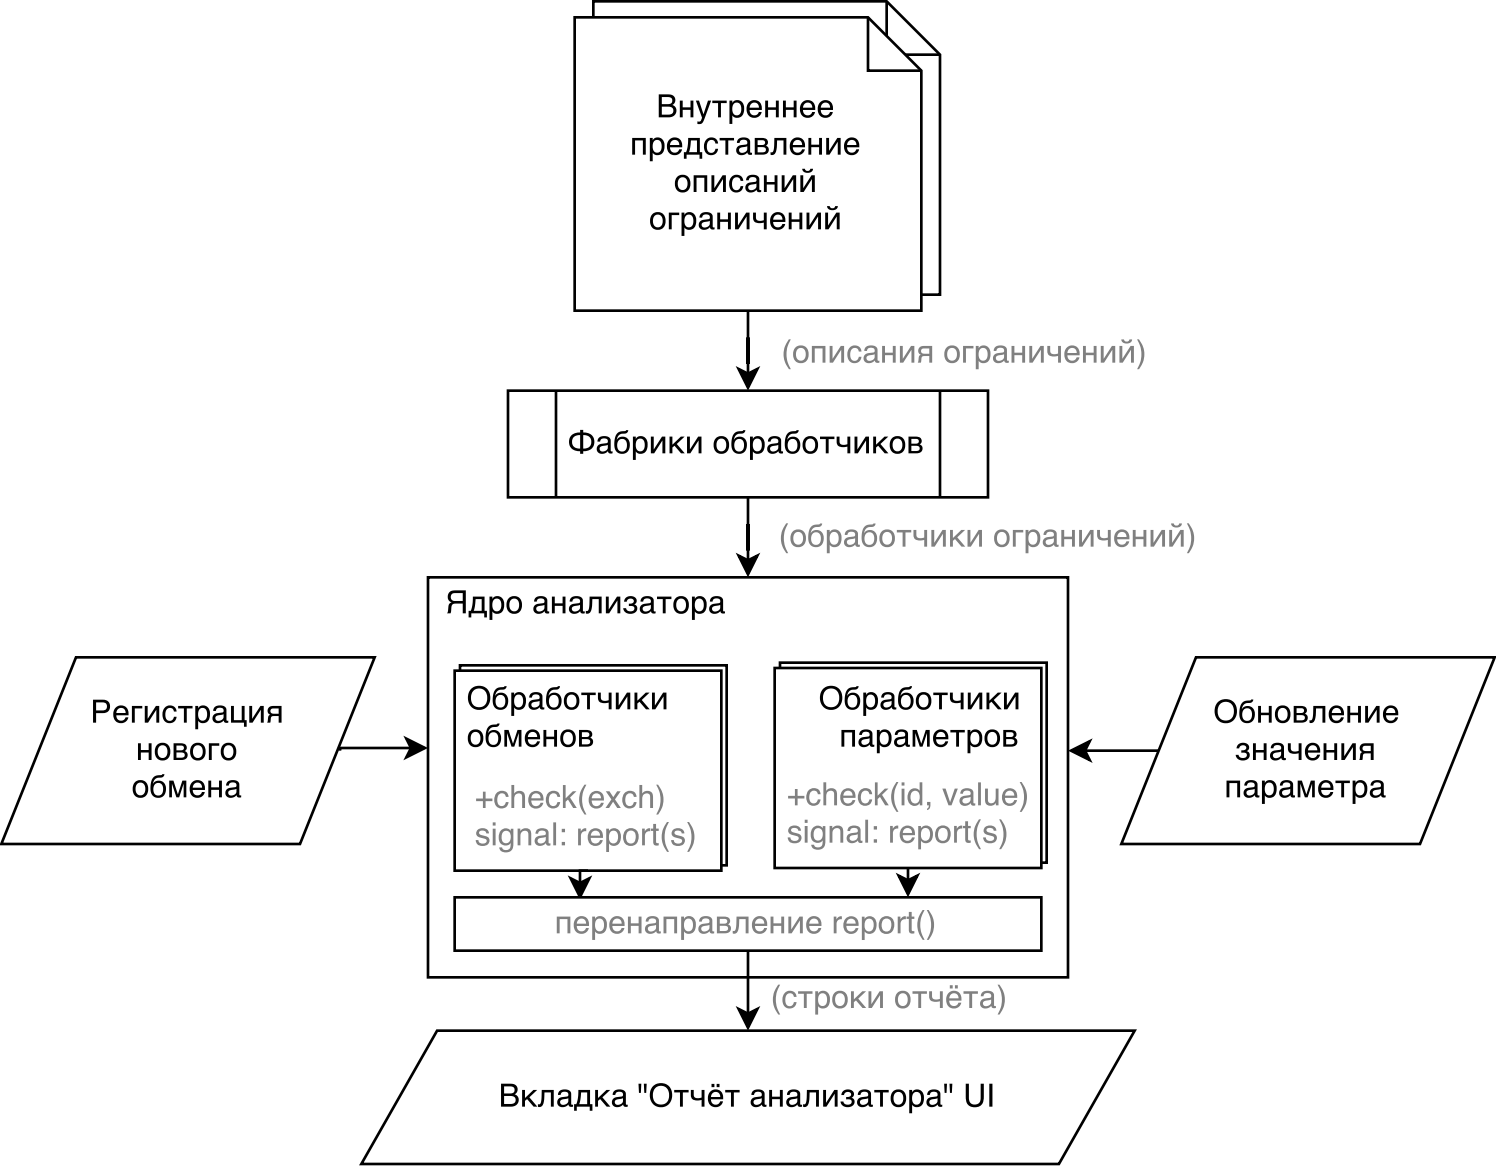 Внутреннее
представление
описаний
ограничений
(описания ограничений)
Фабрики обработчиков
(обработчики ограничений)
Ядро анализатора
Регистрация
нового
обмена
Обработчики
обменов
+check(exch)
signal: report(s)
Обработчики
параметров
+check(id, value)
signal: report(s)
Обновление
значения
параметра
перенаправление report()
(строки отчёта)
Вкладка "Отчёт анализатора" UI